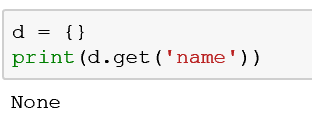 d = {}
print(d.get('name'))
None